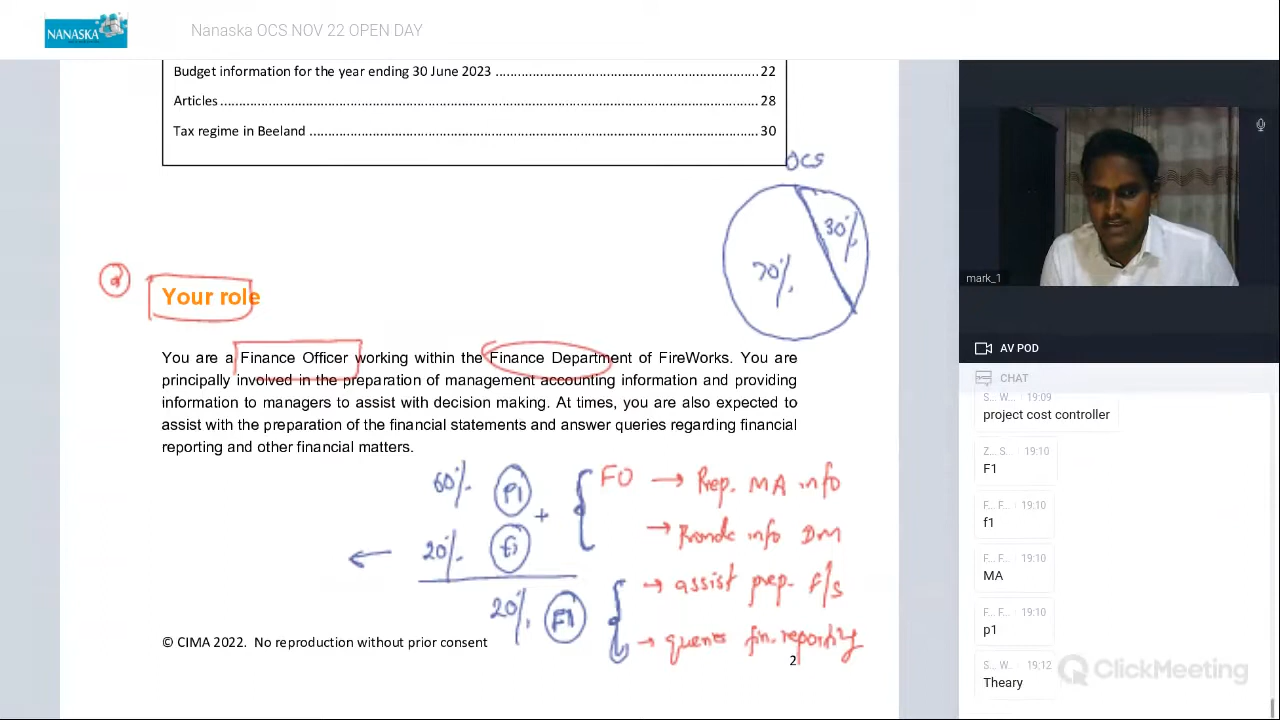 NANASKA
Nanaska OCS NOV 22 OPEN DAY
Budget information for the year ending 30 June 2023 ........................................................................ 22
Articles ........................................................................ 28
Tax regime in Beeland ........................................................................ 30
OCS
30%
70%
2
Your role
You are a Finance Officer working within the Finance Department of FireWorks. You are
principally involved in the preparation of management accounting information and providing
information to managers to assist with decision making. At times, you are also expected to
assist with the preparation of the financial statements and answer queries regarding financial
reporting and other financial matters.
60% P1 + { FO → Prep. MA info
→ Provide info DM
← 20% E1
→ assist prep. F/S
20% F1 {
→ queries fin. reporting
© CIMA 2022. No reproduction without prior consent
2
mark_1
AV POD
CHAT
S... W... 19:09
project cost controller
Z... S... 19:10
F1
F... F... 19:10
f1
F... F... 19:10
MA
F... F... 19:10
p1
S... W... 19:12
Theary
ClickMeeting